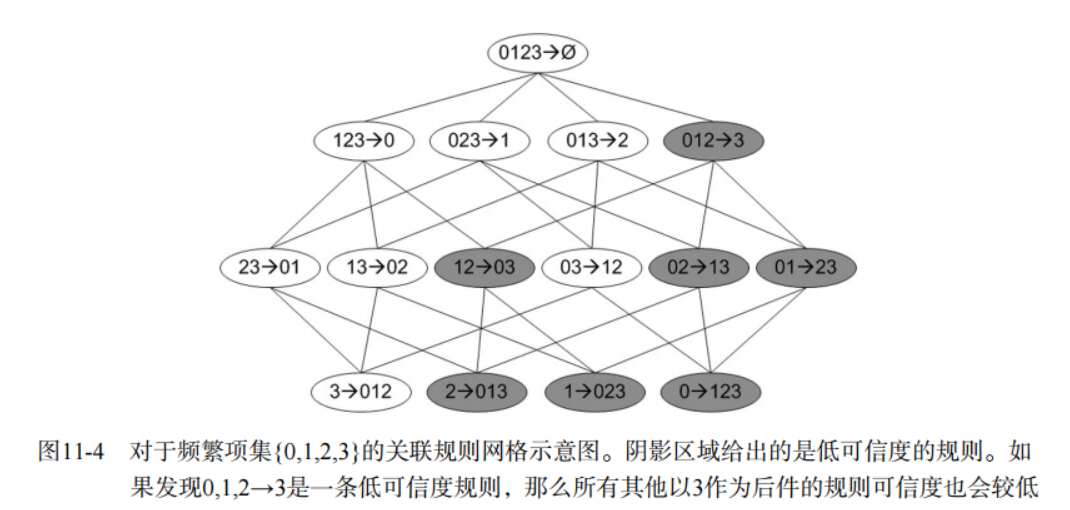 0123→Ø
123→0 023→1 013→2 012→3
23→01 13→02 12→03 03→12 02→13 01→23
3→012 2→013 1→023 0→123
图11-4 对于频繁项集{0,1,2,3}的关联规则网格示意图。阴影区域给出的是低可信度的规则。如
果发现0,1,2→3是一条低可信度规则，那么所有其他以3作为后件的规则可信度也会较低